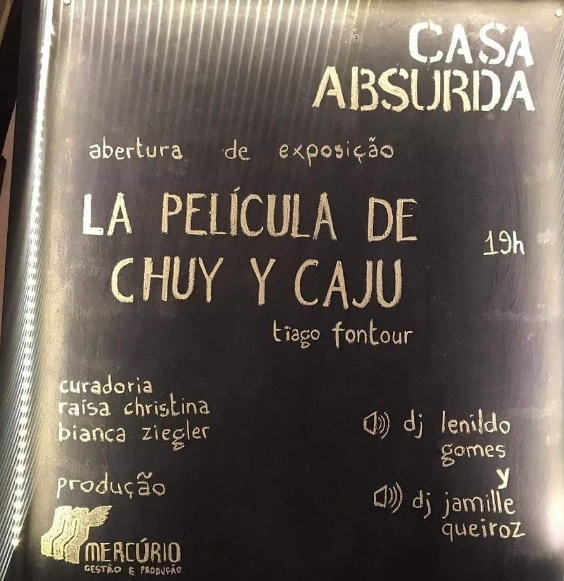 CASA
ABSURDA
abertura de exposição
LA PELÍCULA DE
CHUY Y CAJU
19h
tiago fontour
curadoria
raísa christina
bianca ziegler
dj lenildo
gomes
y
dj jamille
queiroz
produção
MERCÚRIO
GESTÃO E PRODUÇÃO